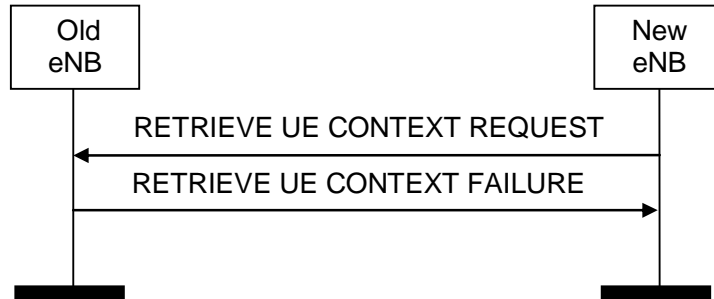 Old
eNB
New
eNB
RETRIEVE UE CONTEXT REQUEST
RETRIEVE UE CONTEXT FAILURE